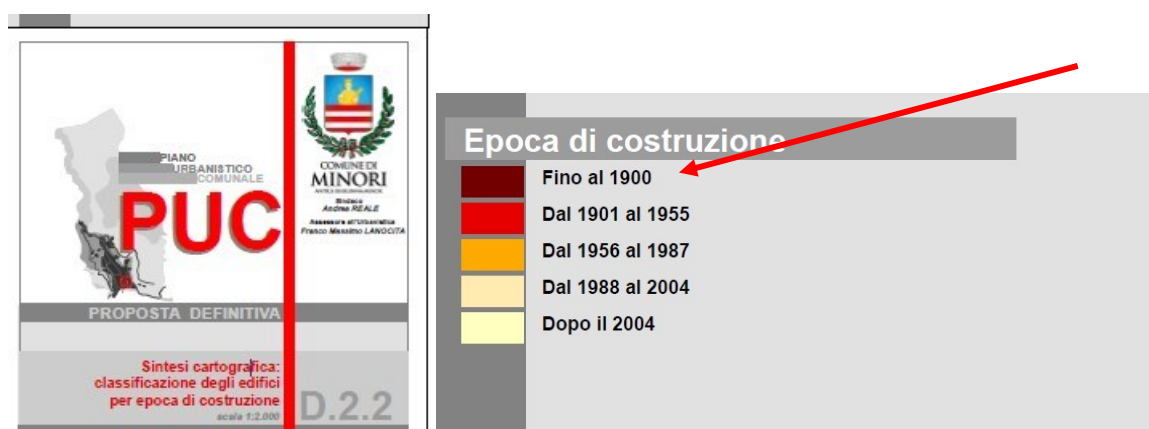 PIANO
URBANISTICO
COMUNALE
PUC
COMUNE DI
MINORI
Sindaco
Andrea REALE
Assessore all'Urbanistica
Franco Massimo LANOCITA
PROPOSTA DEFINITIVA
Sintesi cartografica:
classificazione degli edifici
per epoca di costruzione
scala 1:2.000
D.2.2
Epoca di costruzione
Fino al 1900
Dal 1901 al 1955
Dal 1956 al 1987
Dal 1988 al 2004
Dopo il 2004